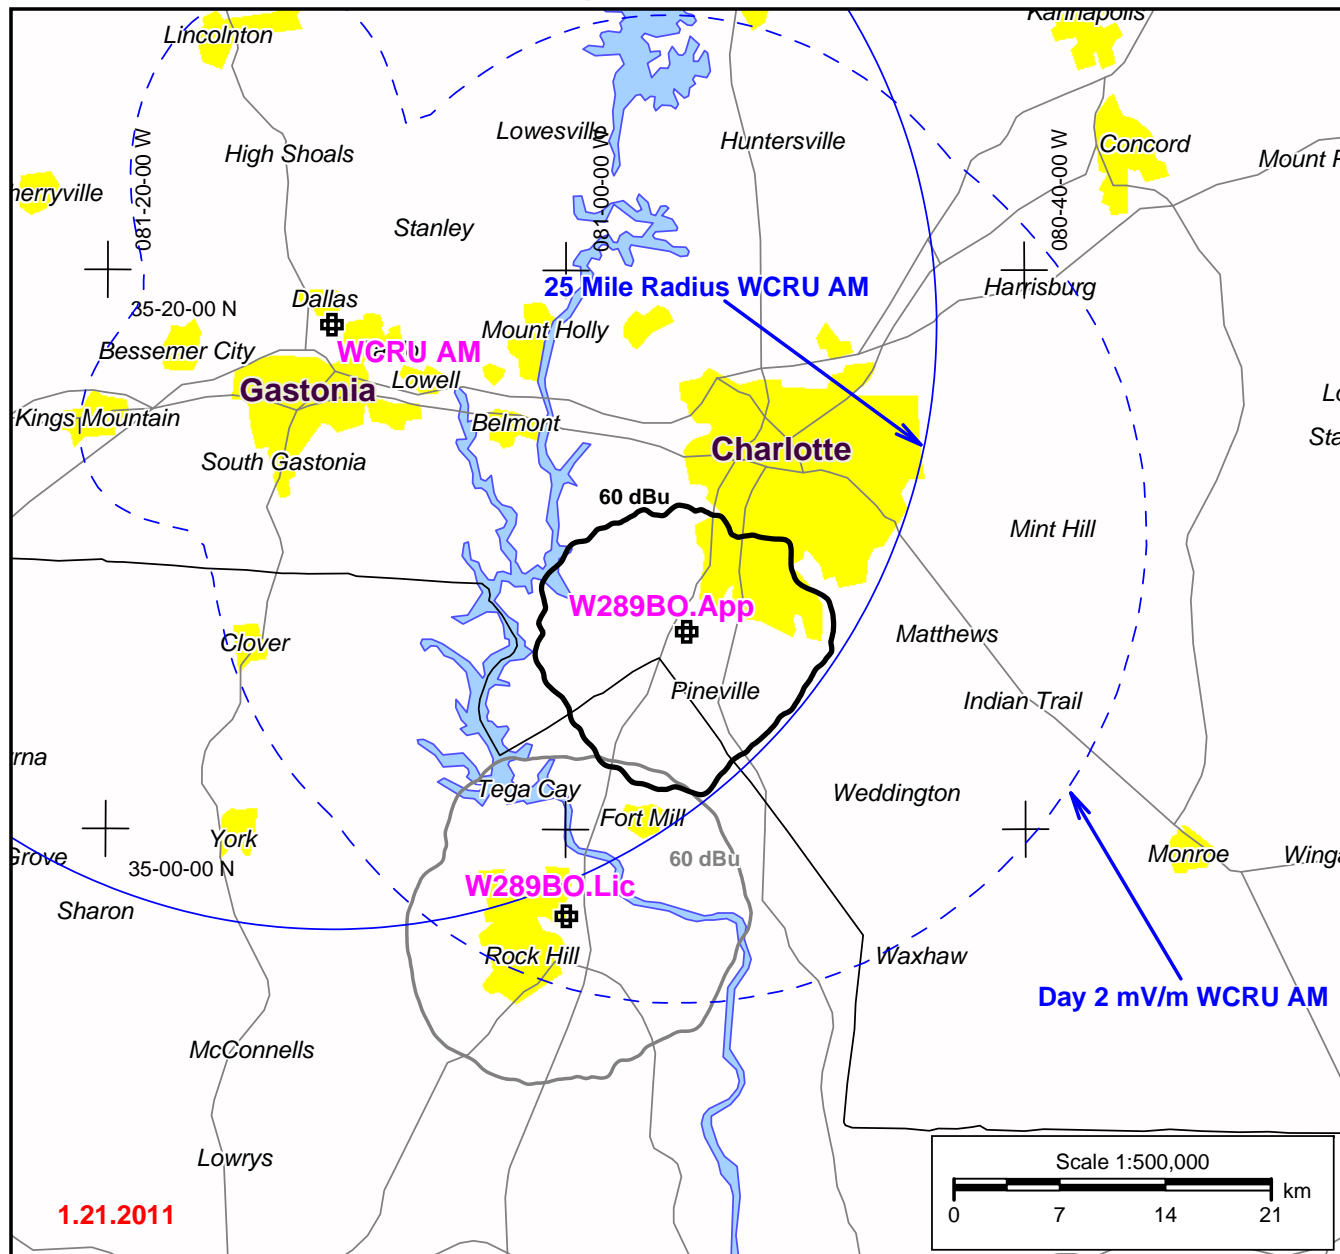 Kannapolis
Lincolnton
Lowesville
Huntersville
Concord
High Shoals
Mount P
081-20-00 W
081-00-00 W
080-40-00 W
herryville
Stanley
25 Mile Radius WCRU AM
Harrisburg
Dallas
35-20-00 N
Mount Holly
Bessemer City
WCRU AM
Lowell
Gastonia
Kings Mountain
Belmont
Charlotte
Sta
South Gastonia
60 dBu
Mint Hill
W289BO.App
Matthews
Clover
Pineville
Indian Trail
rna
Tega Cay
Weddington
Fort Mill
York
Grove
35-00-00 N
60 dBu
Monroe
Winga
W289BO.Lic
Sharon
Rock Hill
Waxhaw
Day 2 mV/m WCRU AM
McConnells
Lowrys
Scale 1:500,000
km
0 7 14 21
1.21.2011